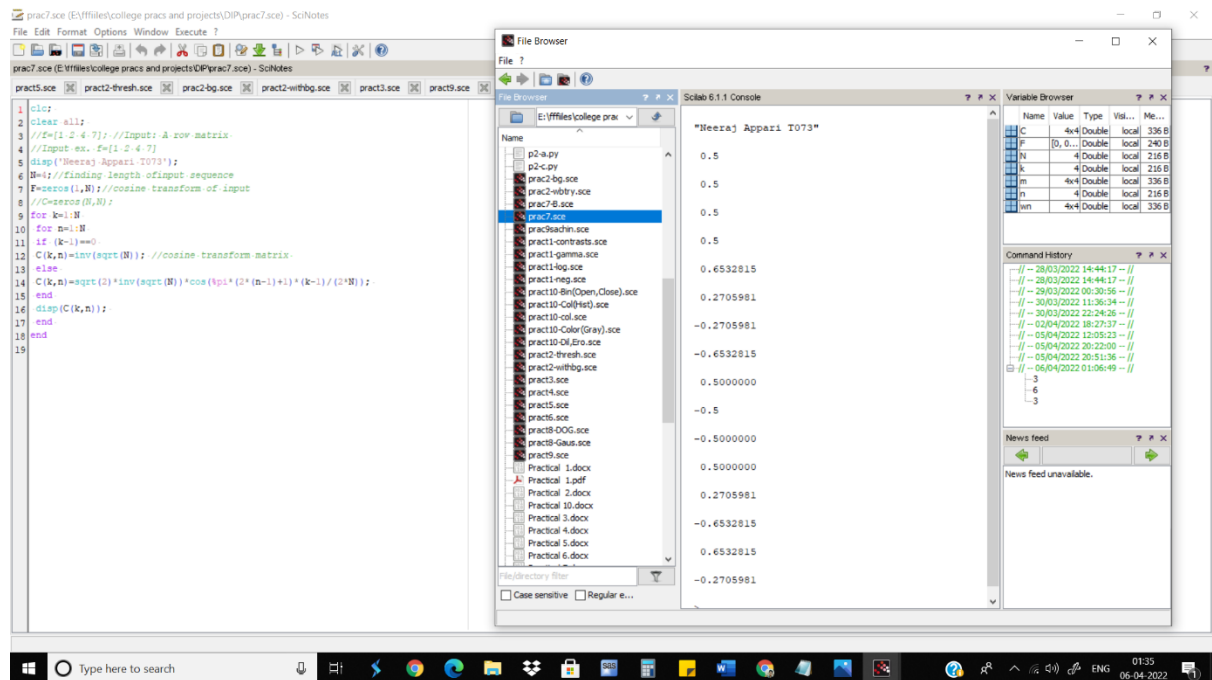 prac7.sce (E:\fffiiles\college pracs and projects\DIP\prac7.sce) - SciNotes
File Edit Format Options Window Execute ?
prac7.sce (E:\fffiiles\college pracs and projects\DIP\prac7.sce) - SciNotes
?
pract5.sce pract2-thresh.sce prac2-bg.sce pract2-withbg.sce pract3.sce pract9.sce
1 clc;
2 clear all;
3 //f=[1 2 4 7]; //Input: A row matrix
4 //Input ex. f=[1 2 4 7]
5 disp("Neeraj Appari T073");
6 N=4;//finding length ofinput sequence
7 F=zeros(1,N);//cosine transform of input
8 //C=zeros(N,N);
9 for k=1:N
10 for n=1:N
11 if (k-1)==0
12 C(k,n)=inv(sqrt(N)); //cosine transform matrix
13 else
14 C(k,n)=sqrt(2)*inv(sqrt(N))*cos(%pi*(2*(n-1)+1)*(k-1)/(2*N));
15 end
16 disp(C(k,n));
17 end
18 end
19
File Browser
File ?
File Browser ? X
E:\fffiiles\college prac
Name
p2-a.py
p2-c.py
prac2-bg.sce
prac2-wbtry.sce
prac7-B.sce
prac7.sce
prac9sachin.sce
pract1-contrasts.sce
pract1-gamma.sce
pract1-log.sce
pract1-neg.sce
pract10-Bin(Open,Close).sce
pract10-Col(Hist).sce
pract10-col.sce
pract10-Color(Gray).sce
pract10-Dil,Ero.sce
pract2-thresh.sce
pract2-withbg.sce
pract3.sce
pract4.sce
pract5.sce
pract6.sce
pract8-DOG.sce
pract8-Gaus.sce
pract9.sce
Practical 1.docx
Practical 1.pdf
Practical 2.docx
Practical 10.docx
Practical 3.docx
Practical 4.docx
Practical 5.docx
Practical 6.docx
File/directory filter
Case sensitive Regular e...
Scilab 6.1.1 Console ? X
"Neeraj Appari T073"
0.5
0.5
0.5
0.5
0.6532815
0.2705981
-0.2705981
-0.6532815
0.5000000
-0.5
-0.5000000
0.5000000
0.2705981
-0.6532815
0.6532815
-0.2705981
Variable Browser ? X
Name Value Type Visi... Me...
C 4x4 Double local 336 B
F [0, 0... Double local 240 B
N 4 Double local 216 B
k 4 Double local 216 B
m 4x4 Double local 336 B
n 4 Double local 216 B
wn 4x4 Double local 336 B
Command History ? X
// -- 28/03/2022 14:44:17 -- //
// -- 28/03/2022 14:44:17 -- //
// -- 29/03/2022 00:30:56 -- //
// -- 30/03/2022 11:36:34 -- //
// -- 30/03/2022 22:24:26 -- //
// -- 02/04/2022 18:27:37 -- //
// -- 05/04/2022 12:05:23 -- //
// -- 05/04/2022 20:22:00 -- //
// -- 05/04/2022 20:51:36 -- //
// -- 06/04/2022 01:06:49 -- //
3
6
3
News feed ? X
News feed unavailable.
Type here to search
SAS
W
ENG
01:35
06-04-2022